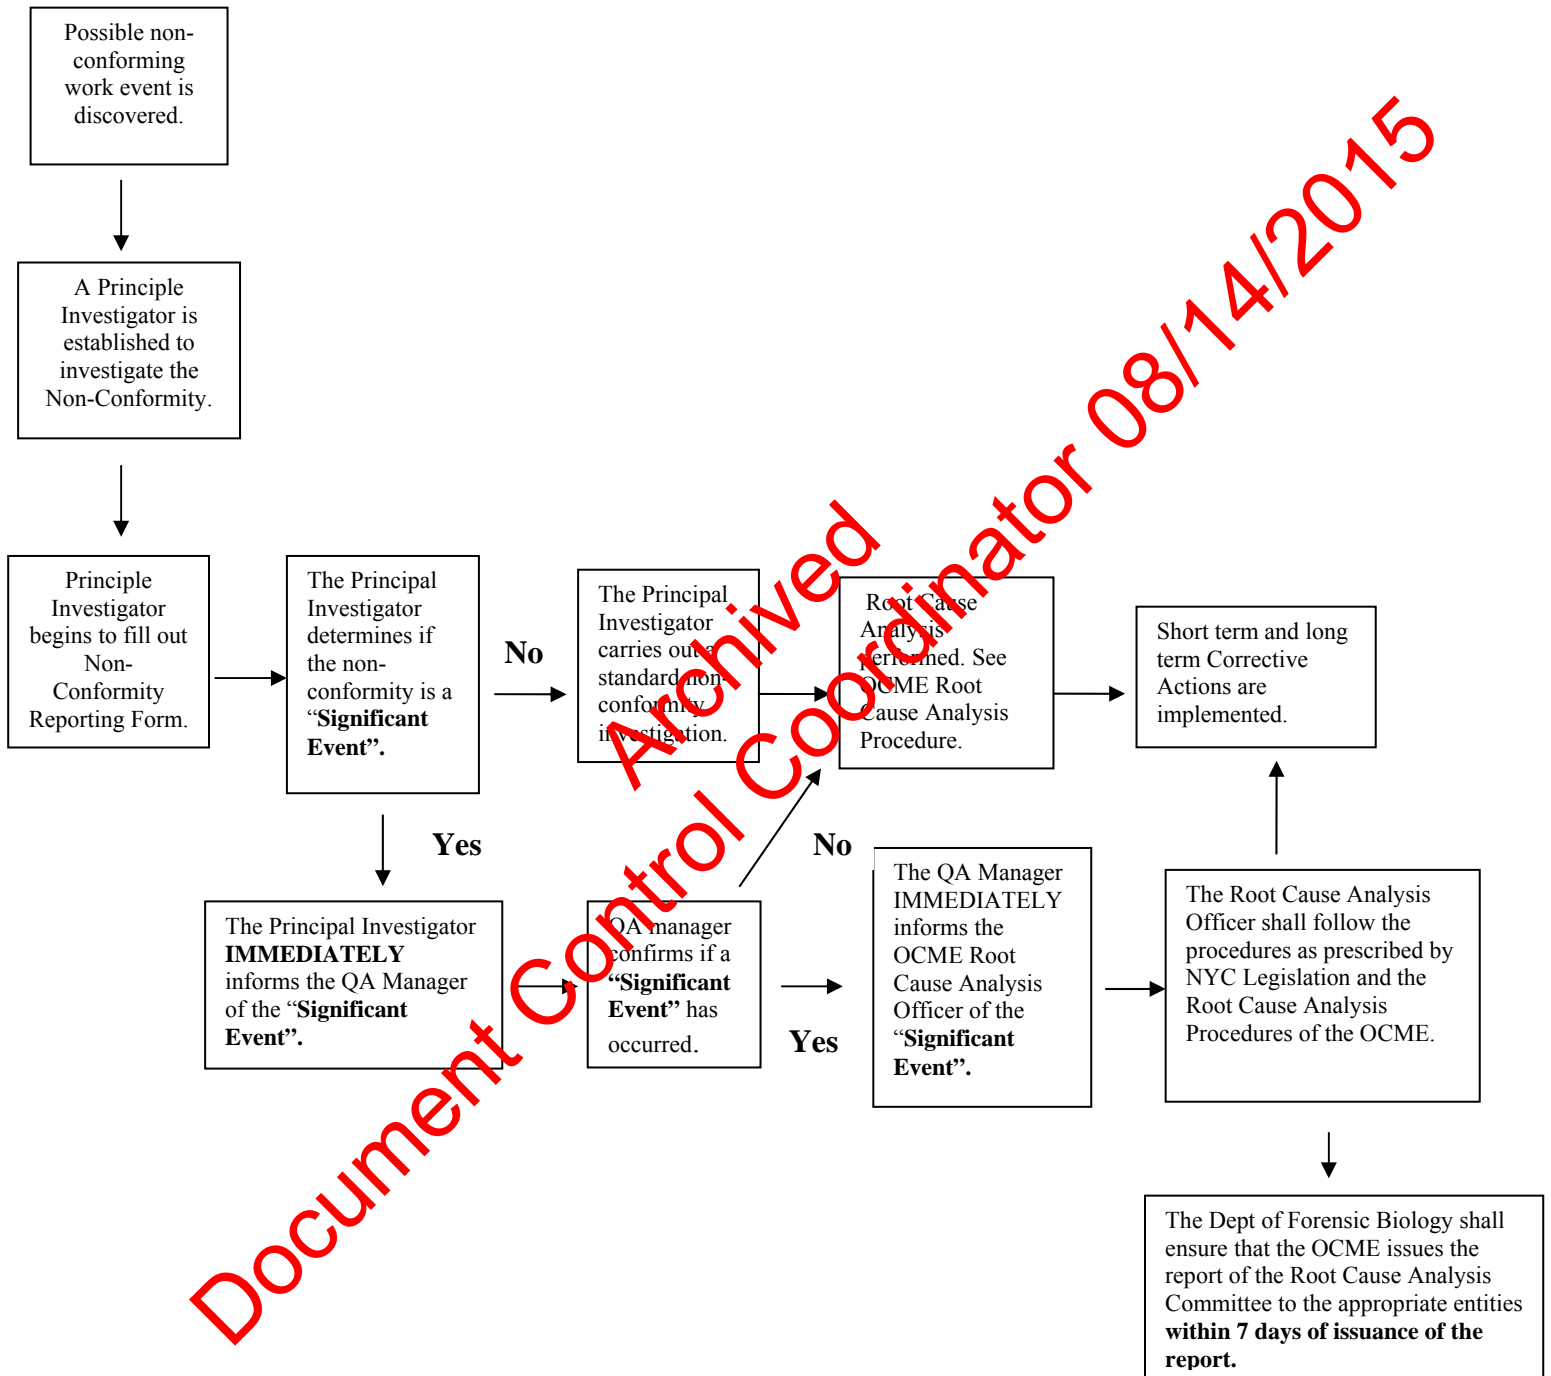 Possible non-
conforming
work event is
discovered.
A Principle
Investigator is
established to
investigate the
Non-Conformity.
Principle
Investigator
begins to fill out
Non-
Conformity
Reporting Form.
The Principal
Investigator
determines if
the non-
conformity is a
“Significant
Event”.
No
The Principal
Investigator
carries out a
standard non-
conformity
investigation.
Root Cause
Analysis
performed. See
OCME Root
Cause Analysis
Procedure.
Short term and long
term Corrective
Actions are
implemented.
Yes
The Principal Investigator
IMMEDIATELY
informs the QA Manager
of the “Significant
Event”.
QA manager
confirms if a
“Significant
Event” has
occurred.
No
Yes
The QA Manager
IMMEDIATELY
informs the
OCME Root
Cause Analysis
Officer of the
“Significant
Event”.
The Root Cause Analysis
Officer shall follow the
procedures as prescribed by
NYC Legislation and the
Root Cause Analysis
Procedures of the OCME.
The Dept of Forensic Biology shall
ensure that the OCME issues the
report of the Root Cause Analysis
Committee to the appropriate entities
within 7 days of issuance of the
report.
Archived
Document Control Coordinator 08/14/2015